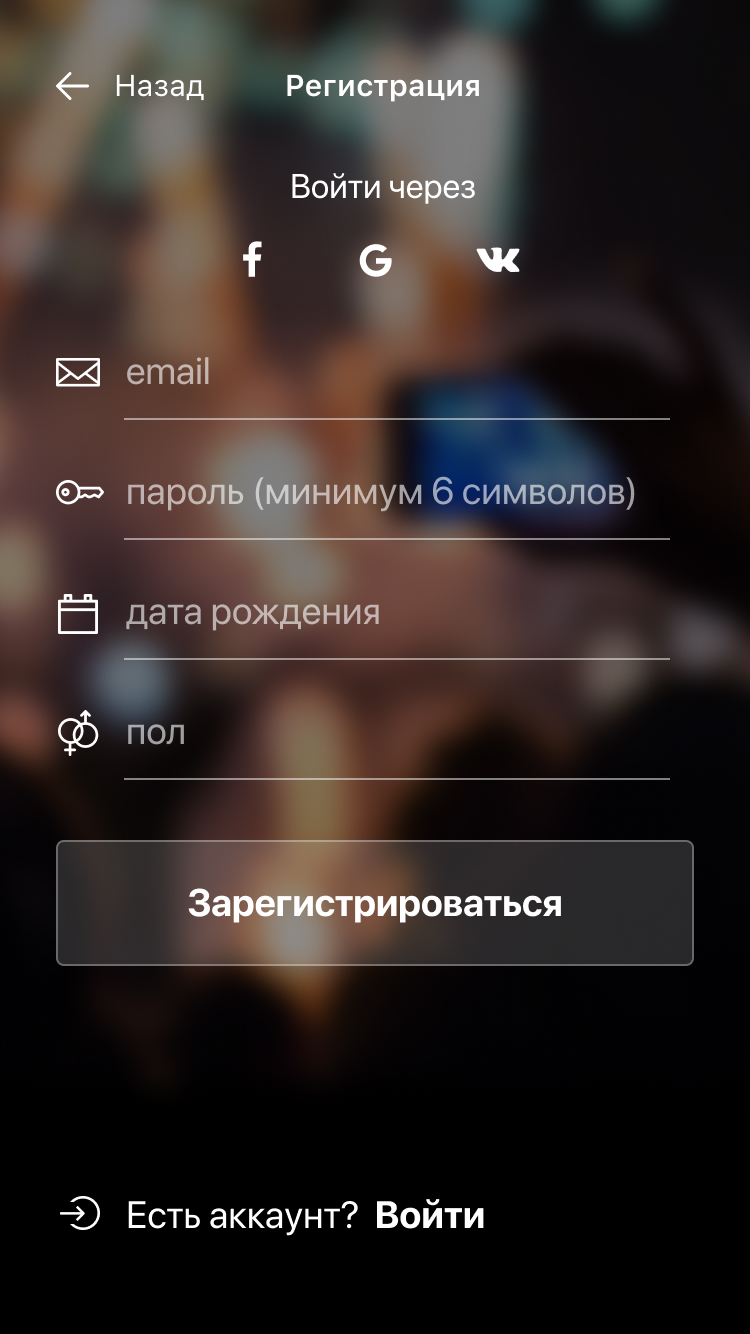 Назад Регистрация
Войти через
email
пароль (минимум 6 символов)
дата рождения
пол
Зарегистрироваться
Есть аккаунт? Войти